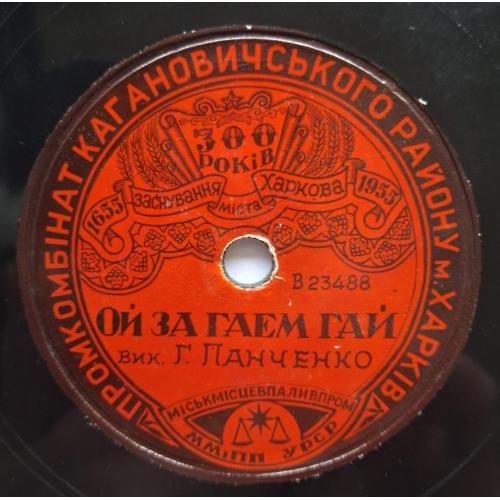 ПРОМКОМБІНАТ КАГАНОВИЧСЬКОГО РАЙОНУ м. ХАРКІВ
300
РОКІВ
1655 ЗАСНУВАННЯ МІСТА ХАРКОВА 1955
В 23488
ОЙ ЗА ГАЕМ ГАЙ
вик. Г. ПАНЧЕНКО
МІСЬКМІСЦЕВПАЛИВПРОМ
ММіПП УРСР